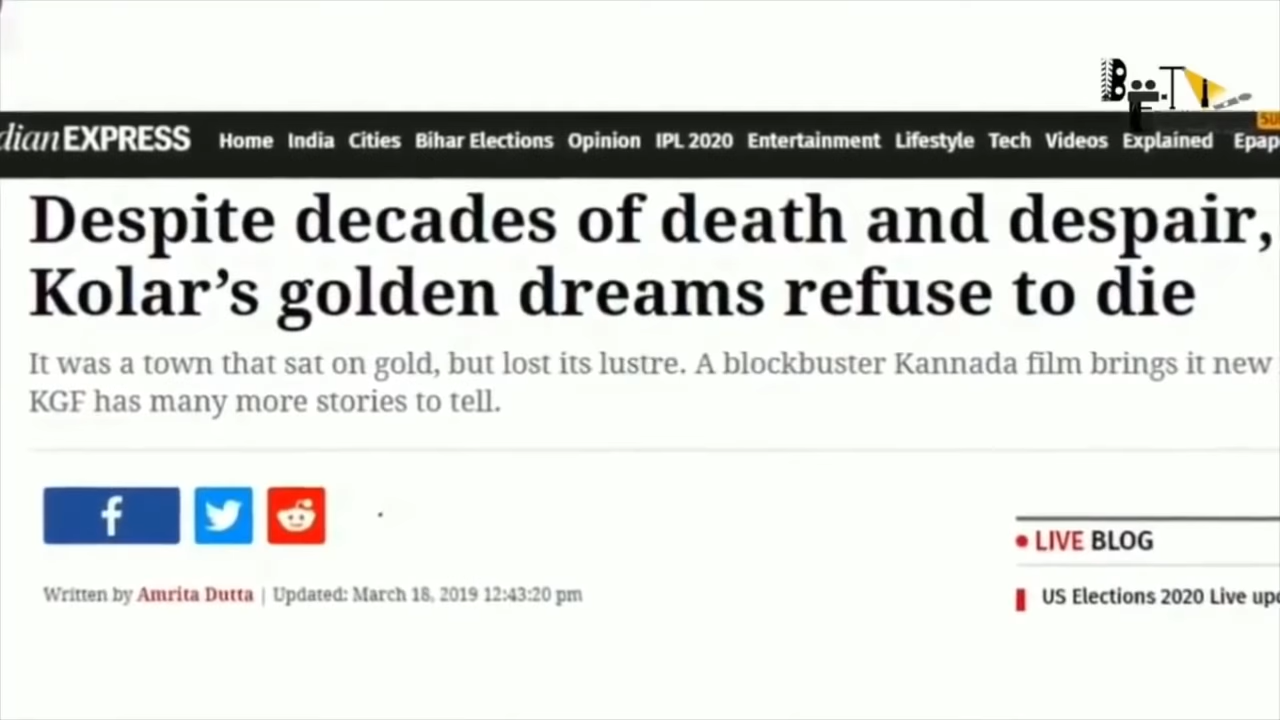 dian EXPRESS Home India Cities Bihar Elections Opinion IPL 2020 Entertainment Lifestyle Tech Videos Explained Epap
Despite decades of death and despair,
Kolar's golden dreams refuse to die
It was a town that sat on gold, but lost its lustre. A blockbuster Kannada film brings it new
KGF has many more stories to tell.
Written by Amrita Dutta | Updated: March 18, 2019 12:43:20 pm
LIVE BLOG
US Elections 2020 Live upd